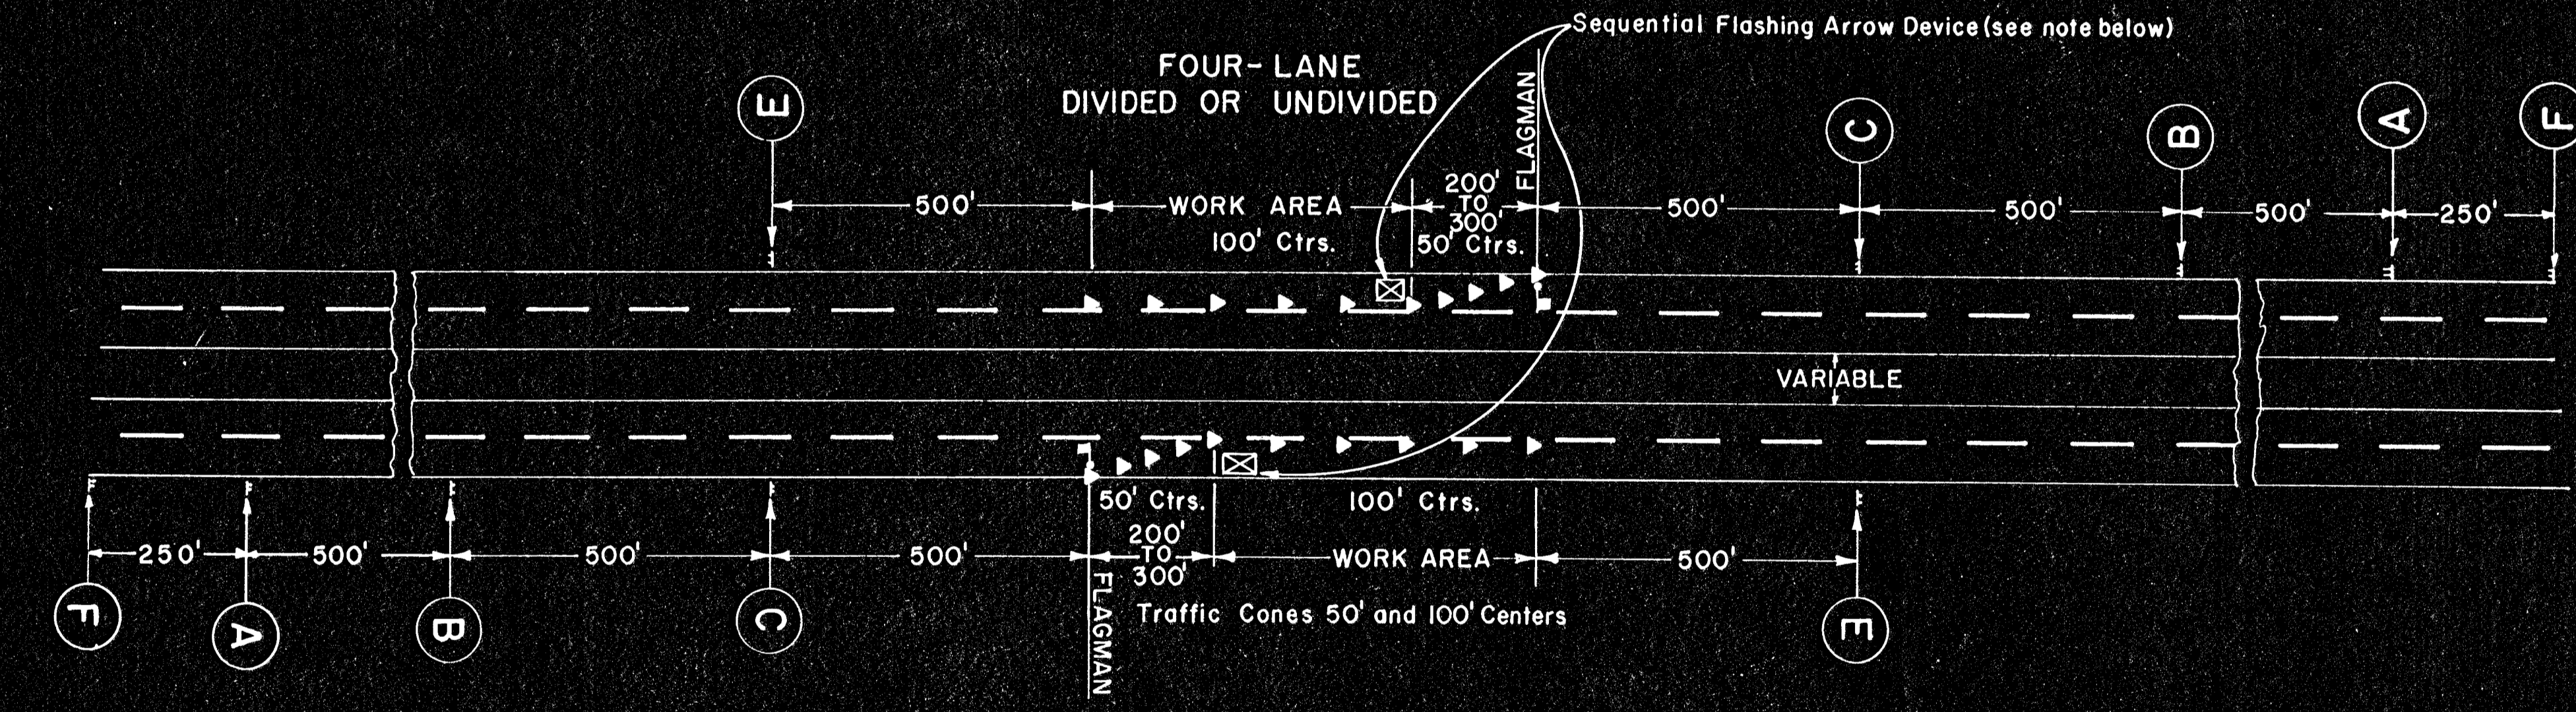 Sequential Flashing Arrow Device (see note below)
FOUR-LANE
DIVIDED OR UNDIVIDED
FLAGMAN
E
C
B
A
F
500'
WORK AREA
200'
TO
300'
500'
500'
500'
250'
100' Ctrs.
50' Ctrs.
VARIABLE
50' Ctrs.
100' Ctrs.
250'
500'
500'
500'
200'
TO
300'
WORK AREA
500'
FLAGMAN
Traffic Cones 50' and 100' Centers
F
A
B
C
E